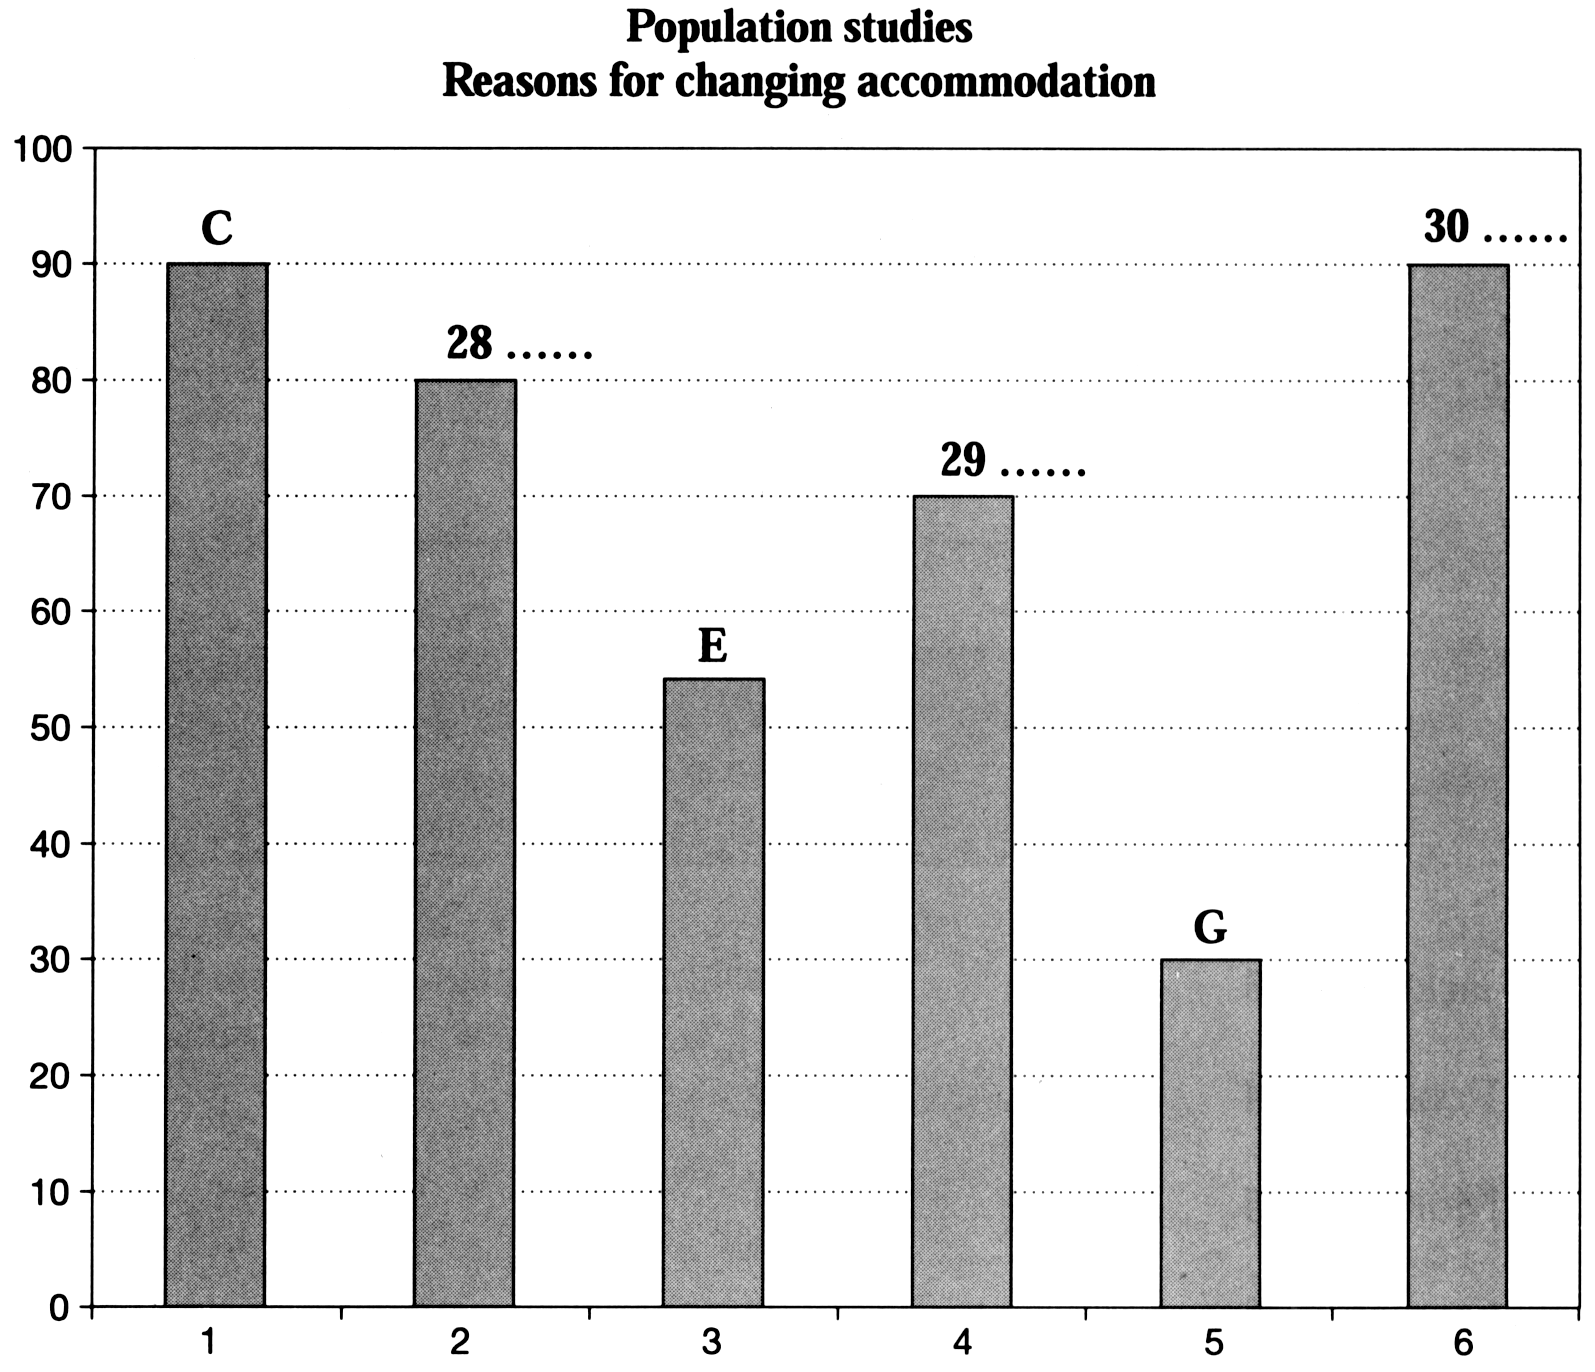 Population studies
Reasons for changing accommodation
100
C
30 ......
90
28 ......
80
29 ......
70
60
E
50
40
G
30
20
10
0
1 2 3 4 5 6